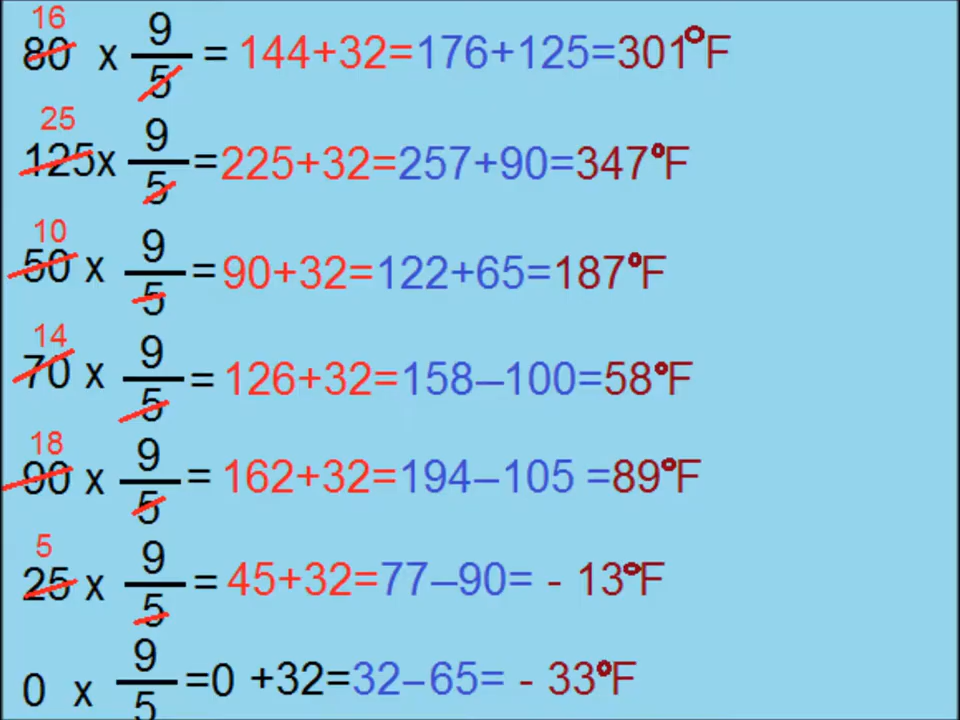 16
80 x 9/5 = 144+32=176+125=301°F
25
125x 9/5 =225+32=257+90=347°F
10
50 x 9/5 = 90+32=122+65=187°F
14
70 x 9/5 = 126+32=158–100=58°F
18
90 x 9/5 = 162+32=194–105 =89°F
5
25 x 9/5 = 45+32=77–90= - 13°F
0 x 9/5 =0 +32=32–65= - 33°F